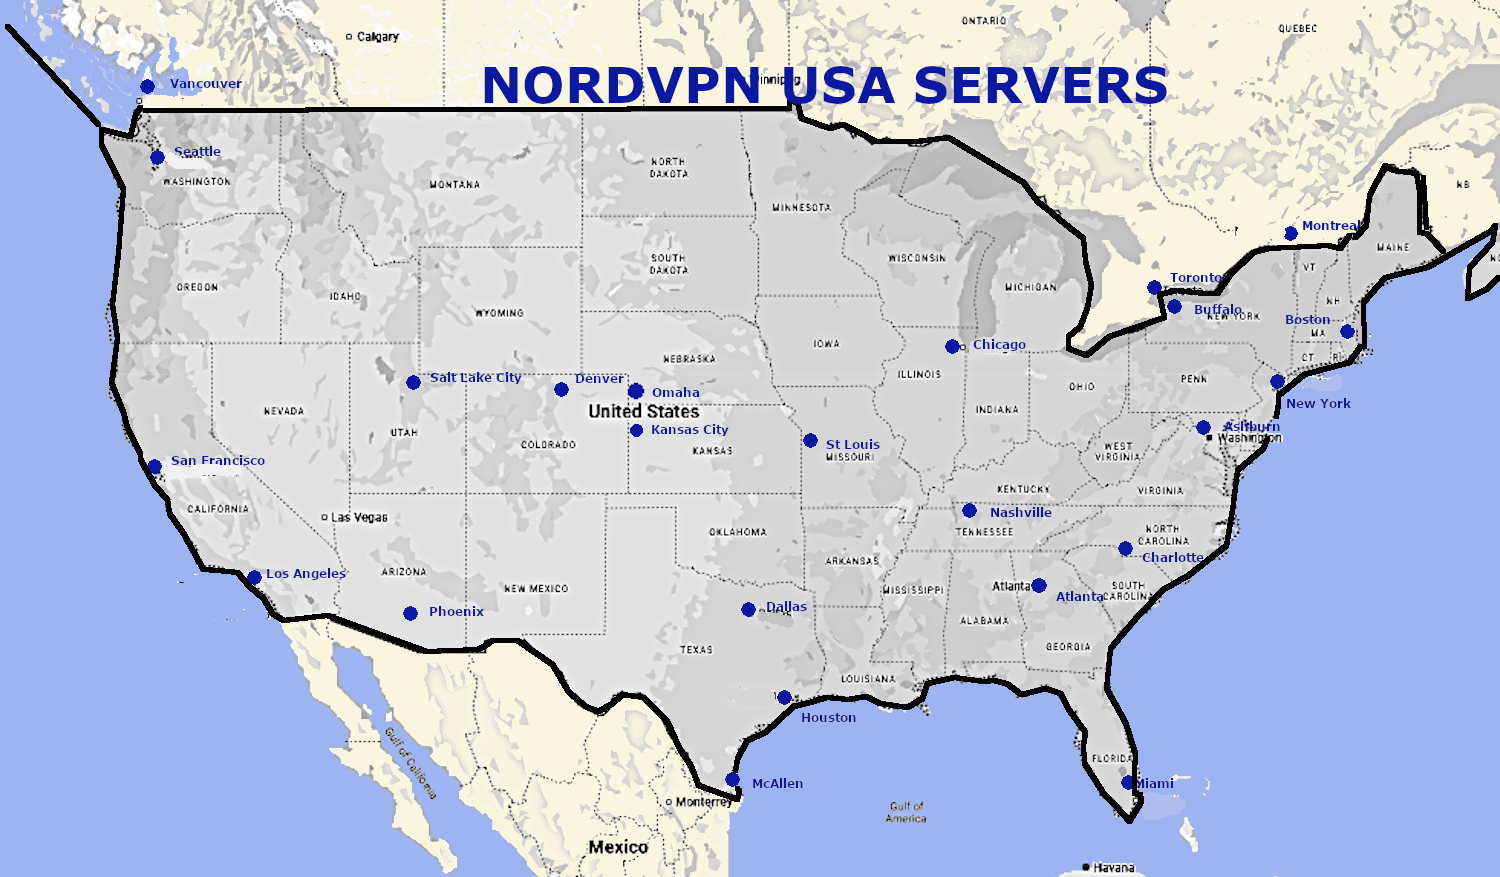 ONTARIO
QUEBEC
Calgary
Winnipeg
NORDVPN USA SERVERS
Vancouver
Seattle
WASHINGTON
NORTH
DAKOTA
MONTANA
NB
MINNESOTA
Montreal
MAINE
SOUTH
DAKOTA
WISCONSIN
VT
Toronto
OREGON
IDAHO
MICHIGAN
NH
WYOMING
Buffalo
NEW YORK
Boston
MA
IOWA
Chicago
NEBRASKA
CT
RI
ILLINOIS
Salt Lake City
Denver
Omaha
OHIO
PENN
United States
NEVADA
INDIANA
New York
UTAH
COLORADO
Kansas City
KANSAS
St Louis
MISSOURI
Ashburn
Washington
WEST
VIRGINIA
San Francisco
KENTUCKY
VIRGINIA
CALIFORNIA
Las Vegas
Nashville
TENNESSEE
OKLAHOMA
NORTH
CAROLINA
Charlotte
ARKANSAS
Los Angeles
ARIZONA
NEW MEXICO
MISSISSIPPI
Atlanta
Atlanta
SOUTH
CAROLINA
Phoenix
Dallas
ALABAMA
TEXAS
GEORGIA
LOUISIANA
Houston
Gulf of California
FLORIDA
McAllen
Miami
Monterrey
Gulf of
America
Mexico
Havana